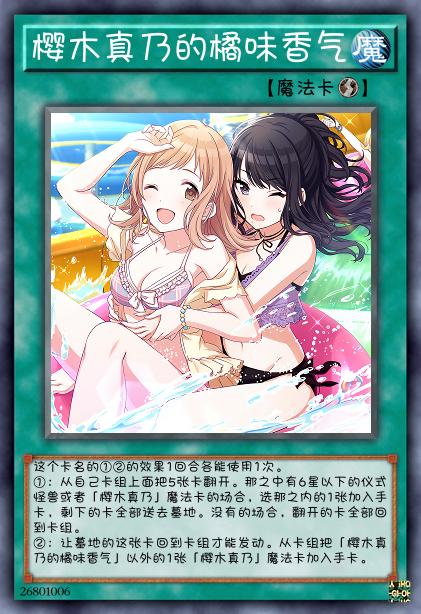 樱木真乃的橘味香气 魔
【魔法卡】
这个卡名的①②的效果1回合各能使用1次。
①：从自己卡组上面把5张卡翻开。那之中有6星以下的仪式
怪兽或者「樱木真乃」魔法卡的场合，选那之内的1张加入手
卡，剩下的卡全部送去墓地。没有的场合，翻开的卡全部回
到卡组。
②：让墓地的这张卡回到卡组才能发动。从卡组把「樱木真
乃的橘味香气」以外的1张「樱木真乃」魔法卡加入手卡。
26801006